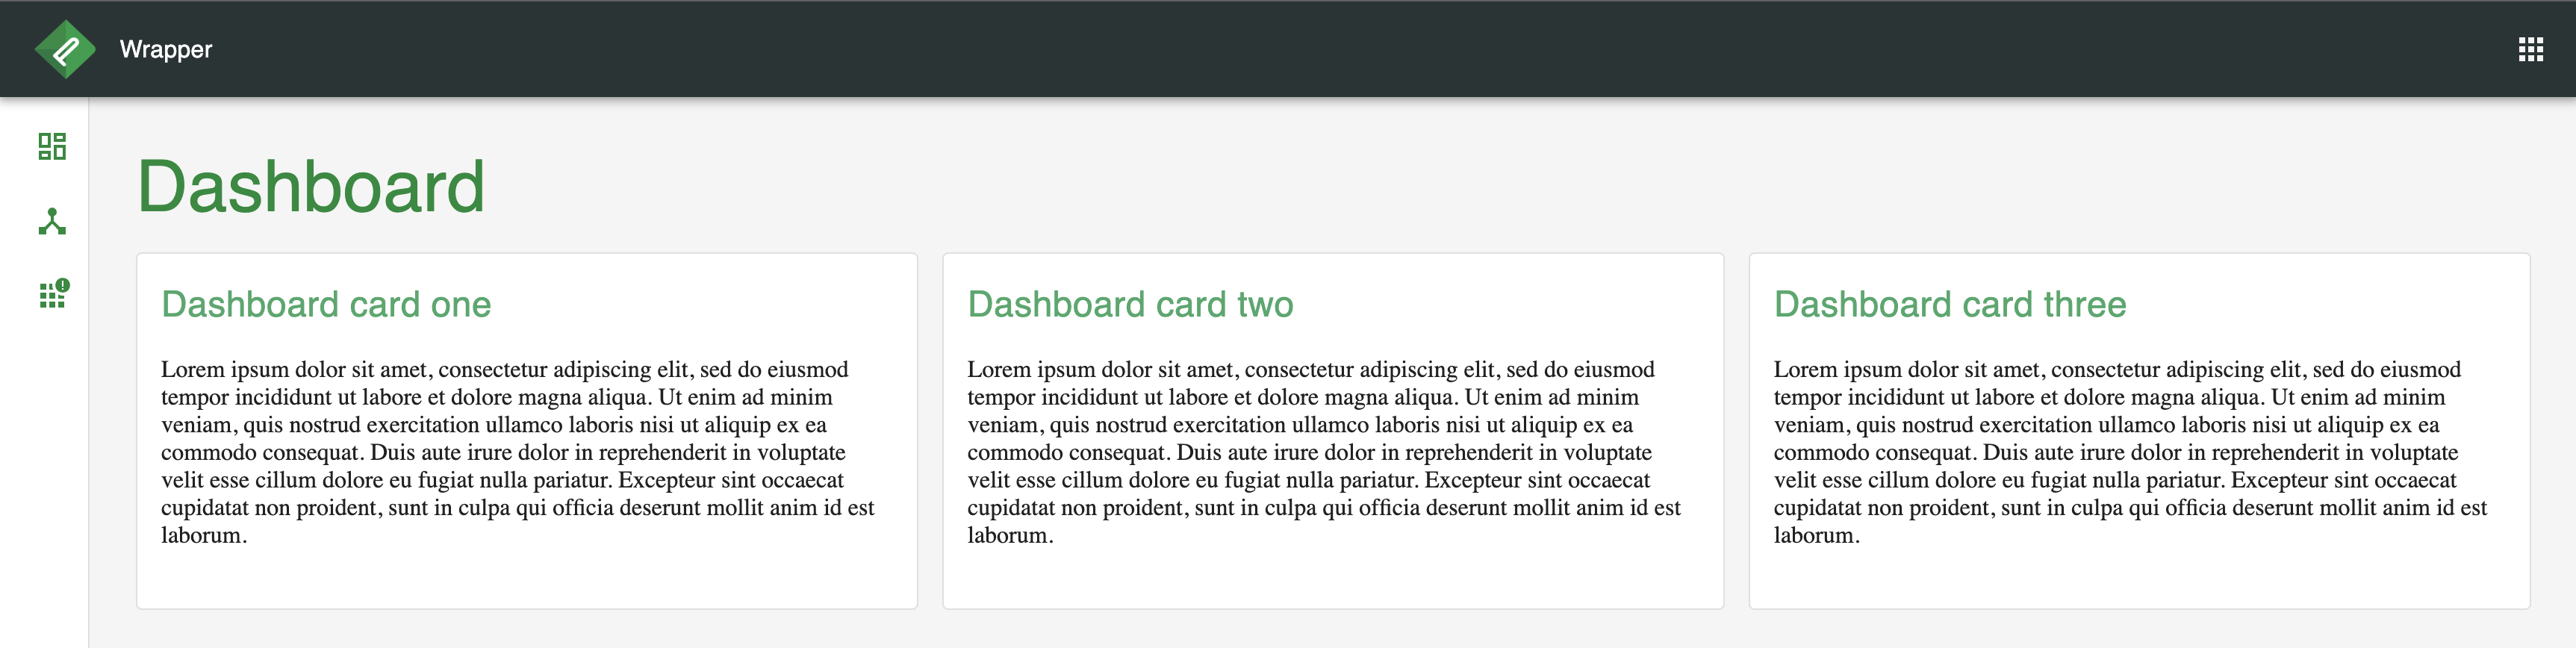 Wrapper
Dashboard
Dashboard card one
Lorem ipsum dolor sit amet, consectetur adipiscing elit, sed do eiusmod
tempor incididunt ut labore et dolore magna aliqua. Ut enim ad minim
veniam, quis nostrud exercitation ullamco laboris nisi ut aliquip ex ea
commodo consequat. Duis aute irure dolor in reprehenderit in voluptate
velit esse cillum dolore eu fugiat nulla pariatur. Excepteur sint occaecat
cupidatat non proident, sunt in culpa qui officia deserunt mollit anim id est
laborum.
Dashboard card two
Lorem ipsum dolor sit amet, consectetur adipiscing elit, sed do eiusmod
tempor incididunt ut labore et dolore magna aliqua. Ut enim ad minim
veniam, quis nostrud exercitation ullamco laboris nisi ut aliquip ex ea
commodo consequat. Duis aute irure dolor in reprehenderit in voluptate
velit esse cillum dolore eu fugiat nulla pariatur. Excepteur sint occaecat
cupidatat non proident, sunt in culpa qui officia deserunt mollit anim id est
laborum.
Dashboard card three
Lorem ipsum dolor sit amet, consectetur adipiscing elit, sed do eiusmod
tempor incididunt ut labore et dolore magna aliqua. Ut enim ad minim
veniam, quis nostrud exercitation ullamco laboris nisi ut aliquip ex ea
commodo consequat. Duis aute irure dolor in reprehenderit in voluptate
velit esse cillum dolore eu fugiat nulla pariatur. Excepteur sint occaecat
cupidatat non proident, sunt in culpa qui officia deserunt mollit anim id est
laborum.